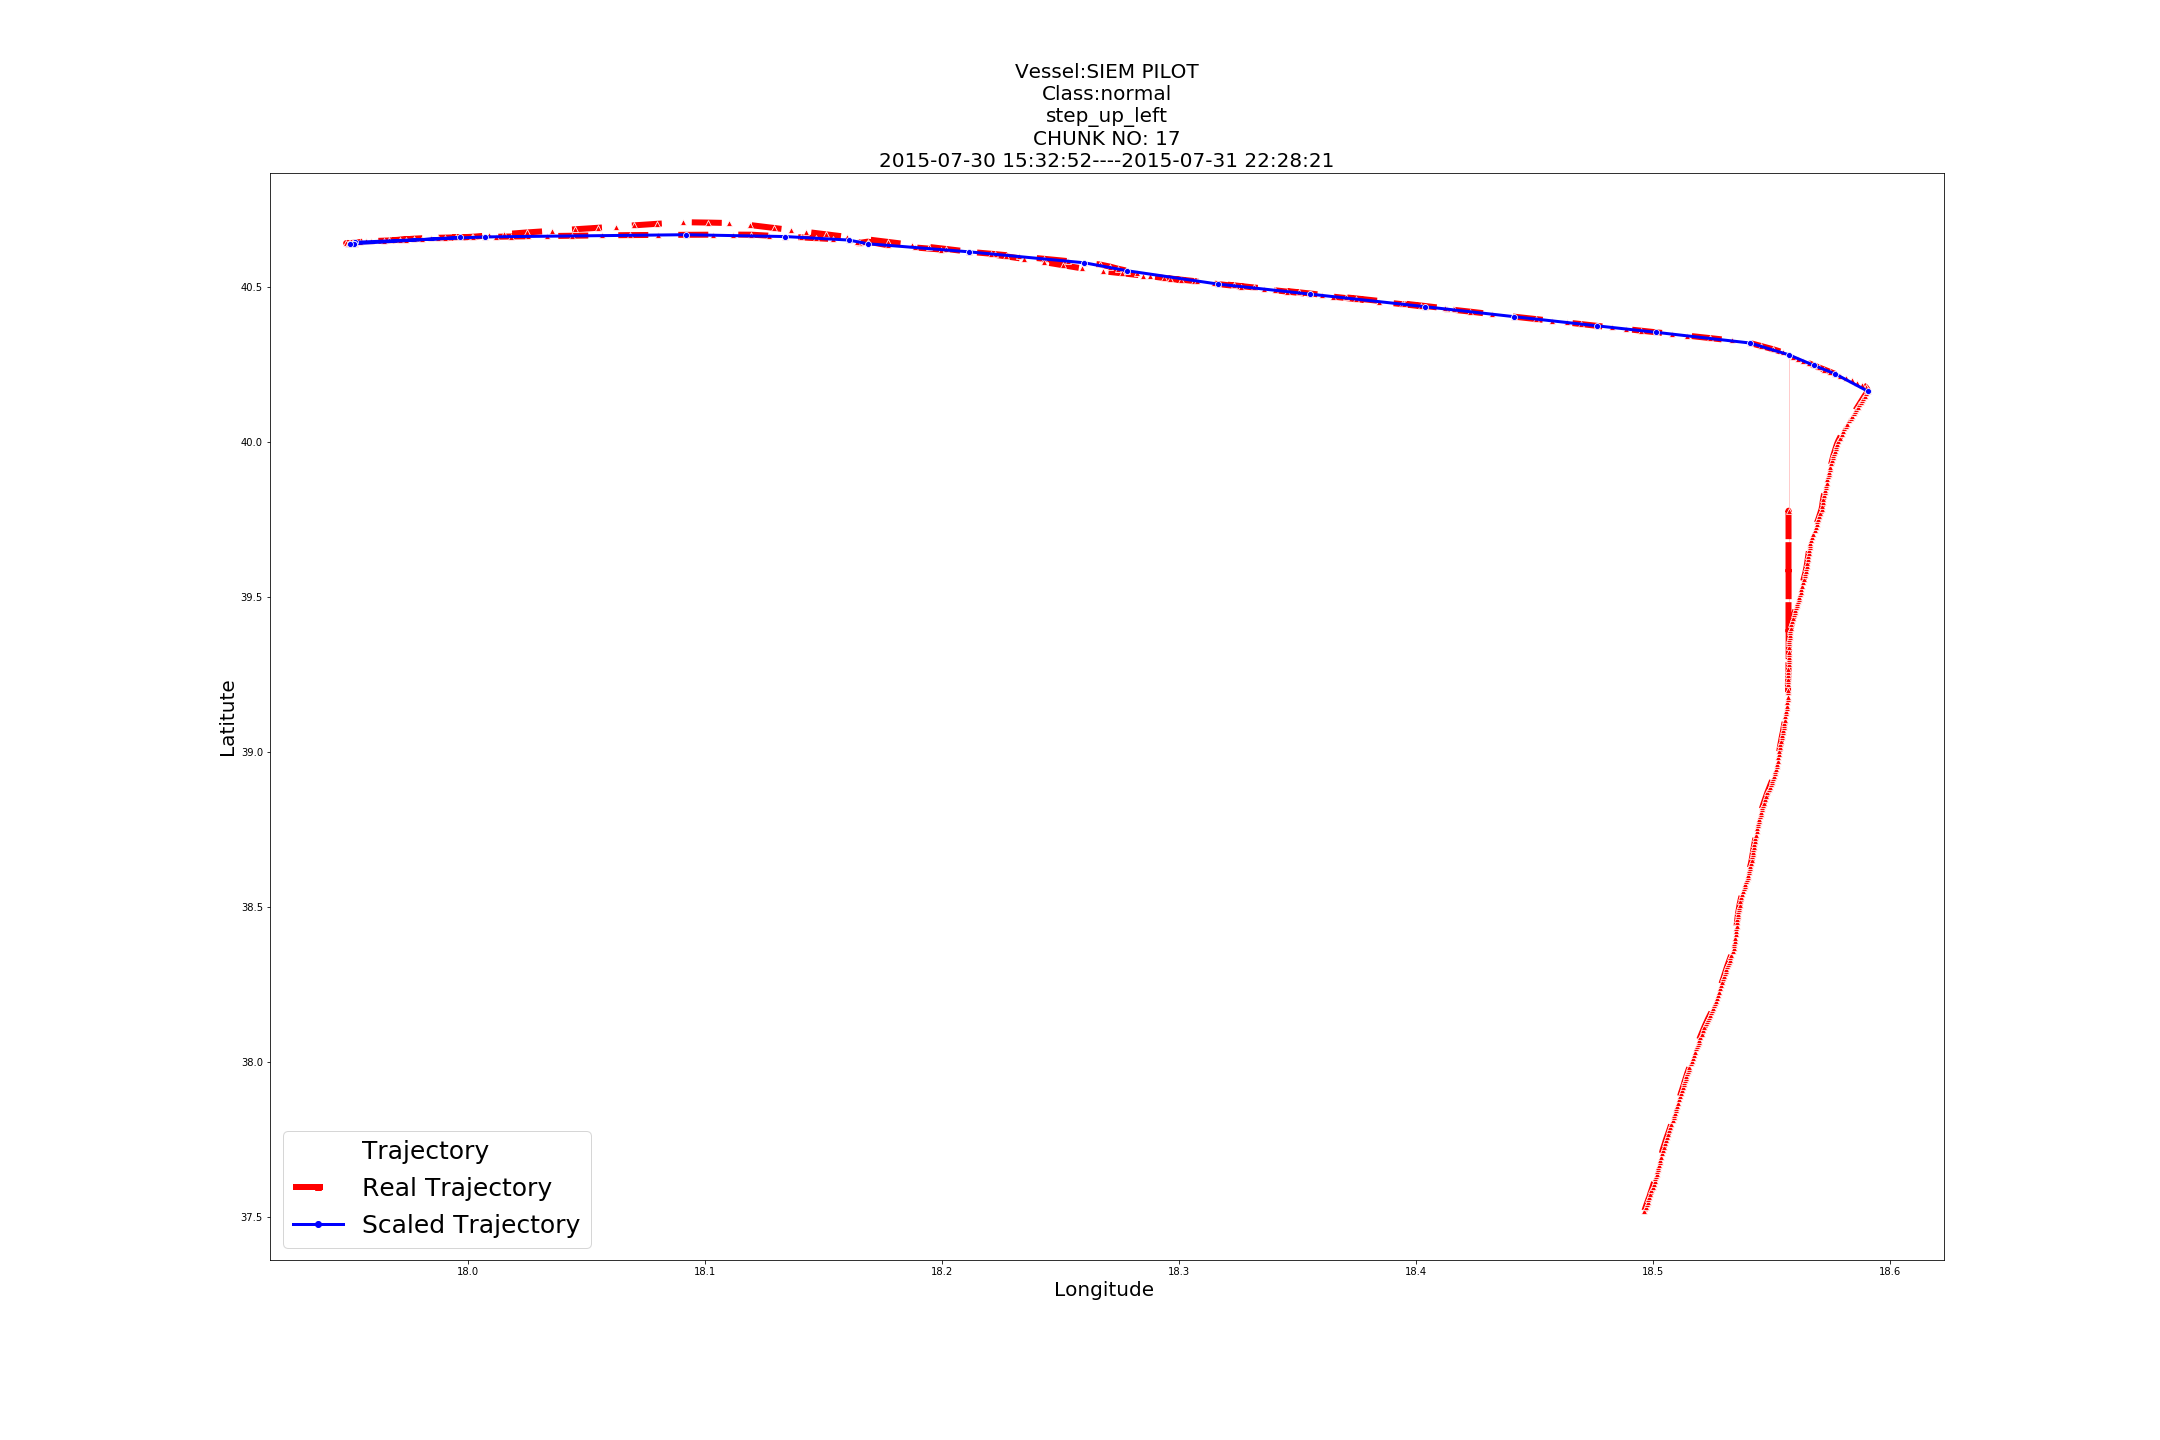 Vessel:SIEM PILOT
Class:normal
step_up_left
CHUNK NO: 17
2015-07-30 15:32:52----2015-07-31 22:28:21
Latitute
40.5
40.0
39.5
39.0
38.5
38.0
37.5
Trajectory
Real Trajectory
Scaled Trajectory
18.0 18.1 18.2 18.3 18.4 18.5 18.6
Longitude